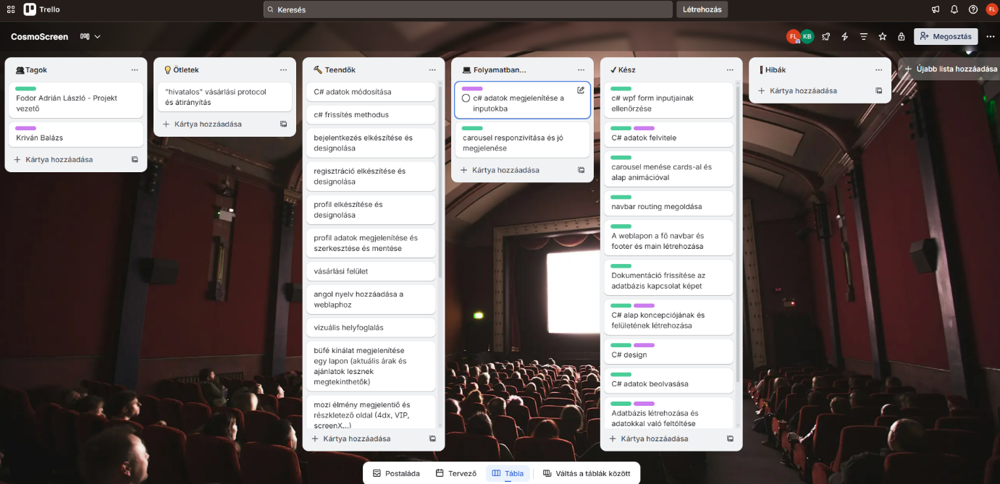 Trello
Keresés
Létrehozás
FL
CosmoScreen
FL
KB
Megosztás
Tagok
Fodor Adrián László - Projekt
vezető
Kriván Balázs
Kártya hozzáadása
Ötletek
"hivatalos" vásárlási protocol
és átirányítás
Kártya hozzáadása
Teendők
C# adatok módosítása
c# frissítés methodus
bejelentkezés elkészítése és
designolása
regisztráció elkészítése és
designolása
profil elkészítése és
designolása
profil adatok megjelenítése és
szerkesztése és mentése
vásárlási felület
angol nyelv hozzáadása a
weblaphoz
vizuális helyfoglalás
büfé kínálat megjelenítése
egy lapon (aktuális árak és
ajánlatok lesznek
megtekinthetők)
mozi élmény megjelentió és
részkletező oldal (4dx, VIP,
screenX...)
Kártya hozzáadása
Folyamatban...
c# adatok megjelenítése a
inputokba
carousel responzivitása és jó
megjelenése
Kártya hozzáadása
Kész
c# wpf form inputjainak
ellenőrzése
C# adatok felvitele
carousel menése cards-al és
alap animációval
navbar routing megoldása
A weblapon a fő navbar és
footer és main létrehozása
Dokumentáció frissítése az
adatbázis kapcsolat képet
C# alap koncepciójának és
felületének létrehozása
C# design
C# adatok beolvasása
Adatbázis létrehozása és
adatokkal való feltöltése
Kártya hozzáadása
Hibák
Kártya hozzáadása
Újabb lista hozzáadása
Postaláda
Tervező
Tábla
Váltás a táblák között